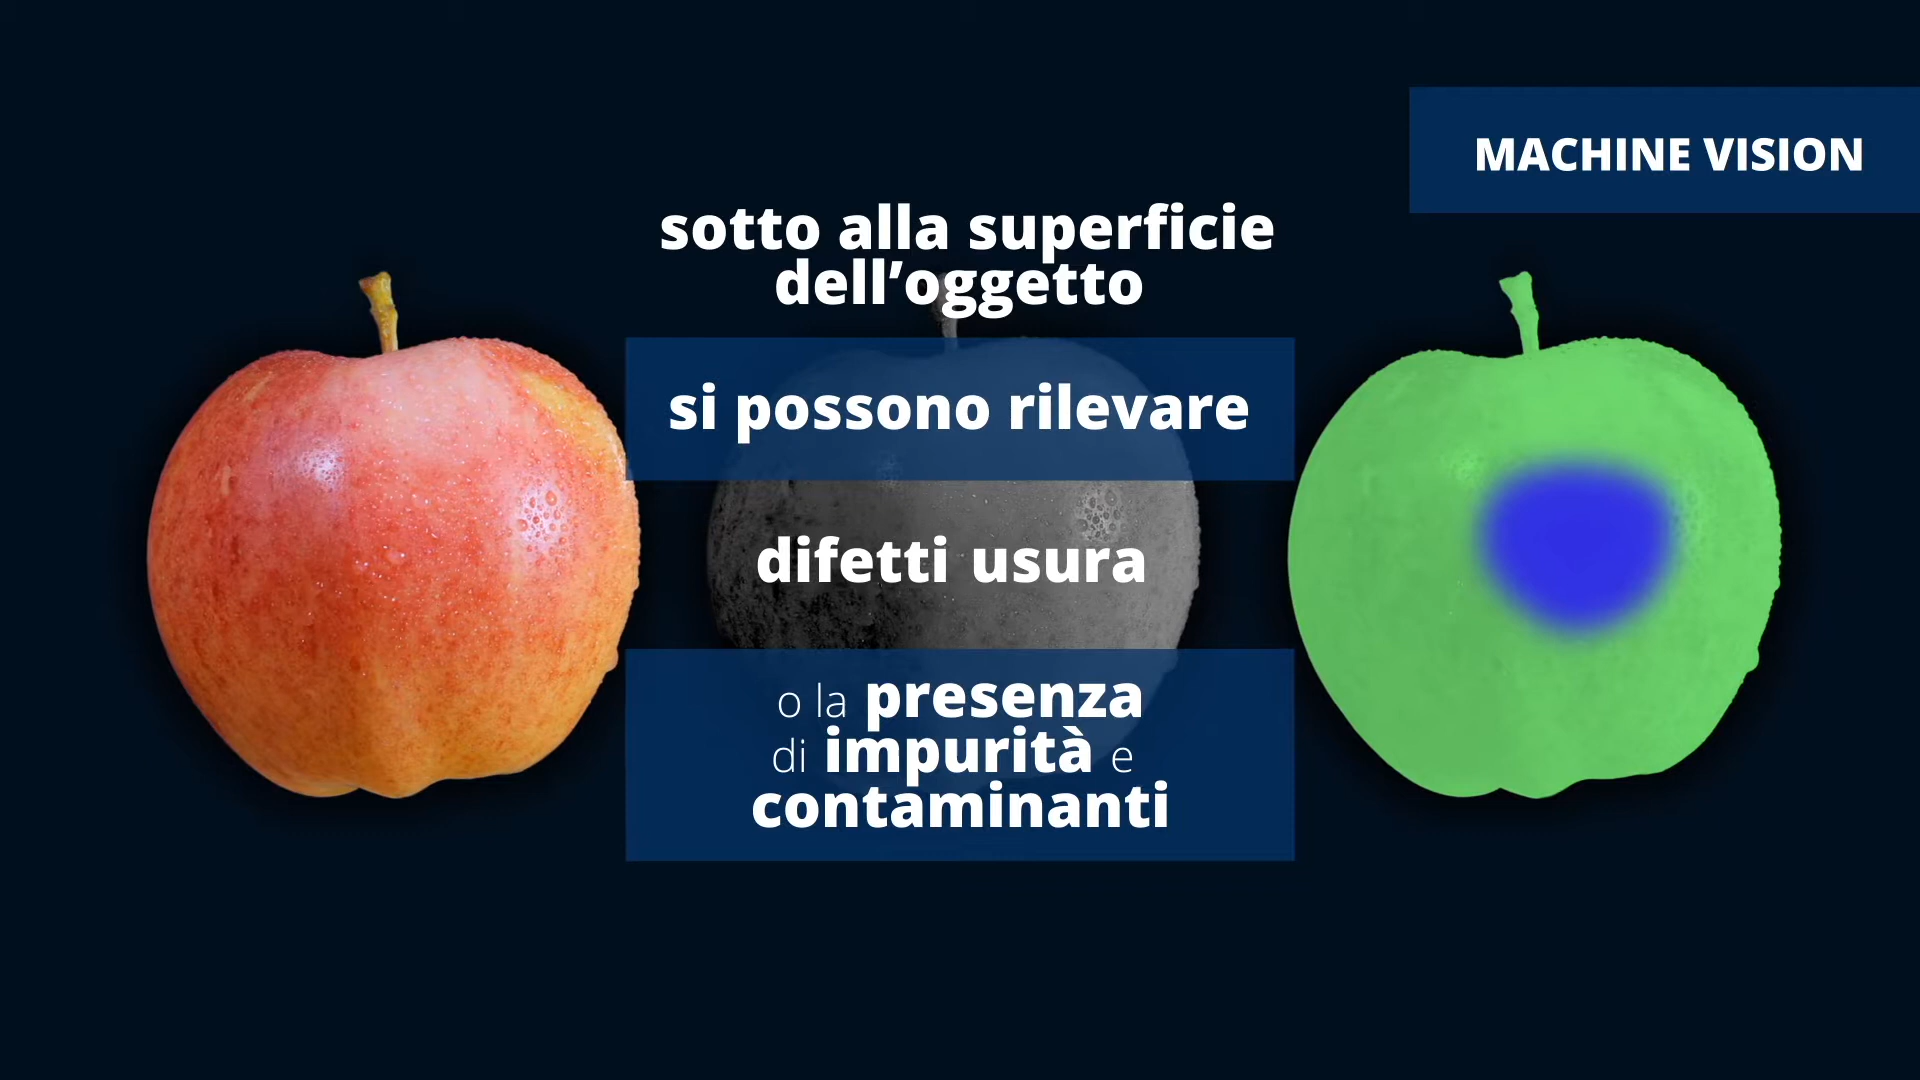 MACHINE VISION
sotto alla superficie
dell’oggetto
si possono rilevare
difetti usura
o la presenza
di impurità e
contaminanti